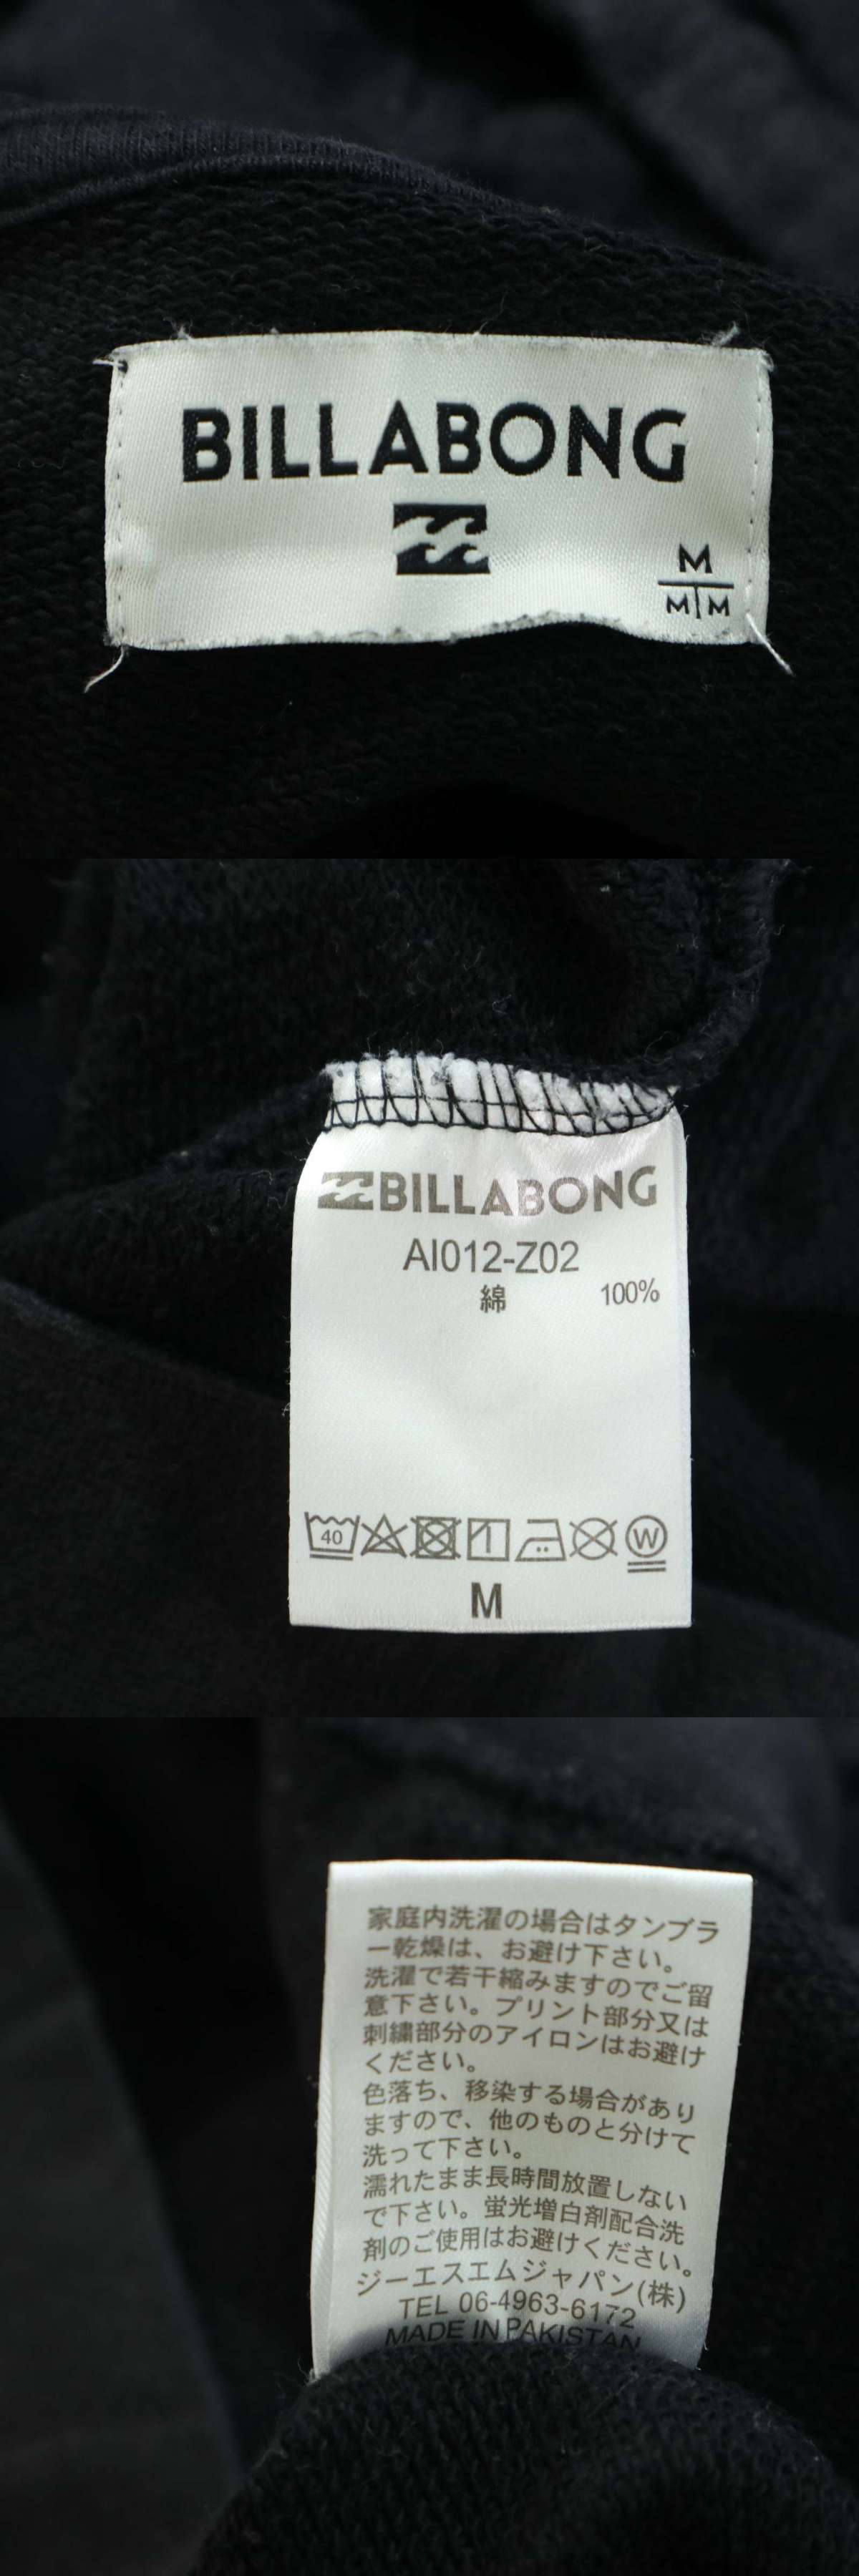 BILLABONG
M
M M
BILLABONG
AI012-Z02
綿 100%
40
W
M
家庭内洗濯の場合はタンブラ
ー乾燥は、お避け下さい。
洗濯で若干縮みますのでご留
意下さい。プリント部分又は
刺繍部分のアイロンはお避け
ください。
色落ち、移染する場合があり
ますので、他のものと分けて
洗って下さい。
濡れたまま長時間放置しない
で下さい。蛍光増白剤配合洗
剤のご使用はお避けください。
ジーエスエムジャパン(株)
TEL 06-4963-6172
MADE IN PAKISTAN